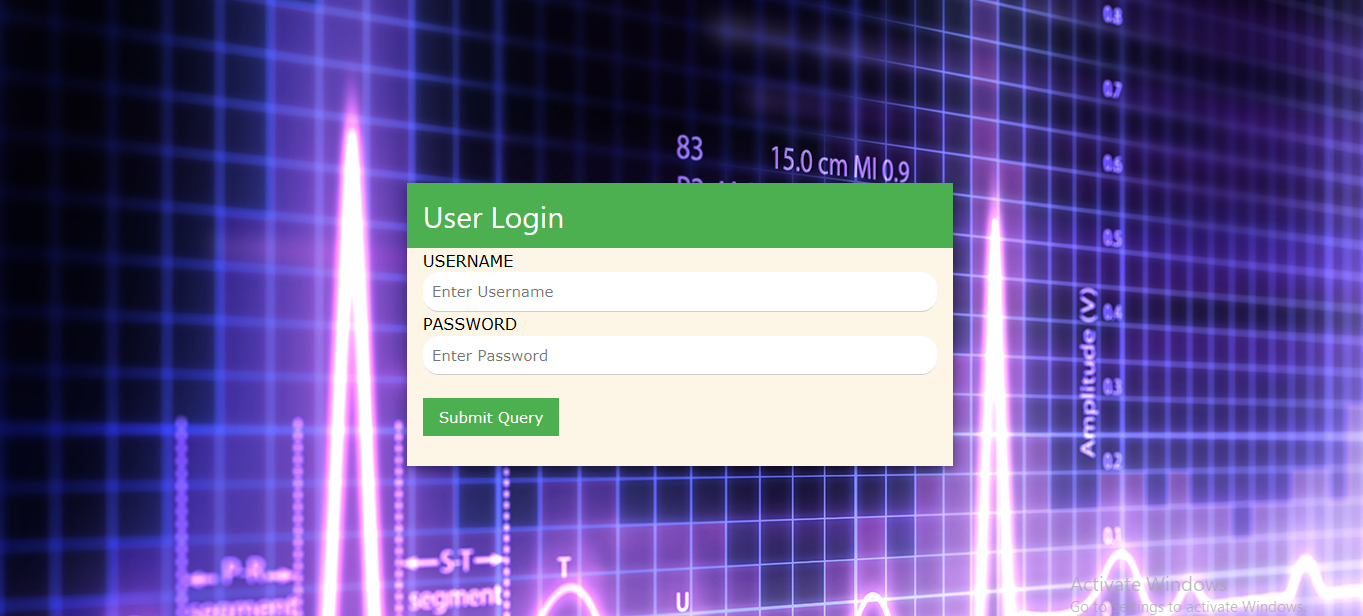 0.8
0.7
83
15.0 cm MI 0.9
0.6
User Login
0.5
USERNAME
Enter Username
0.4
PASSWORD
Amplitude (V)
Enter Password
0.3
Submit Query
0.2
0.1
P-R
S-T
segment
T
U
Activate Windows
Go to Settings to activate Windows.